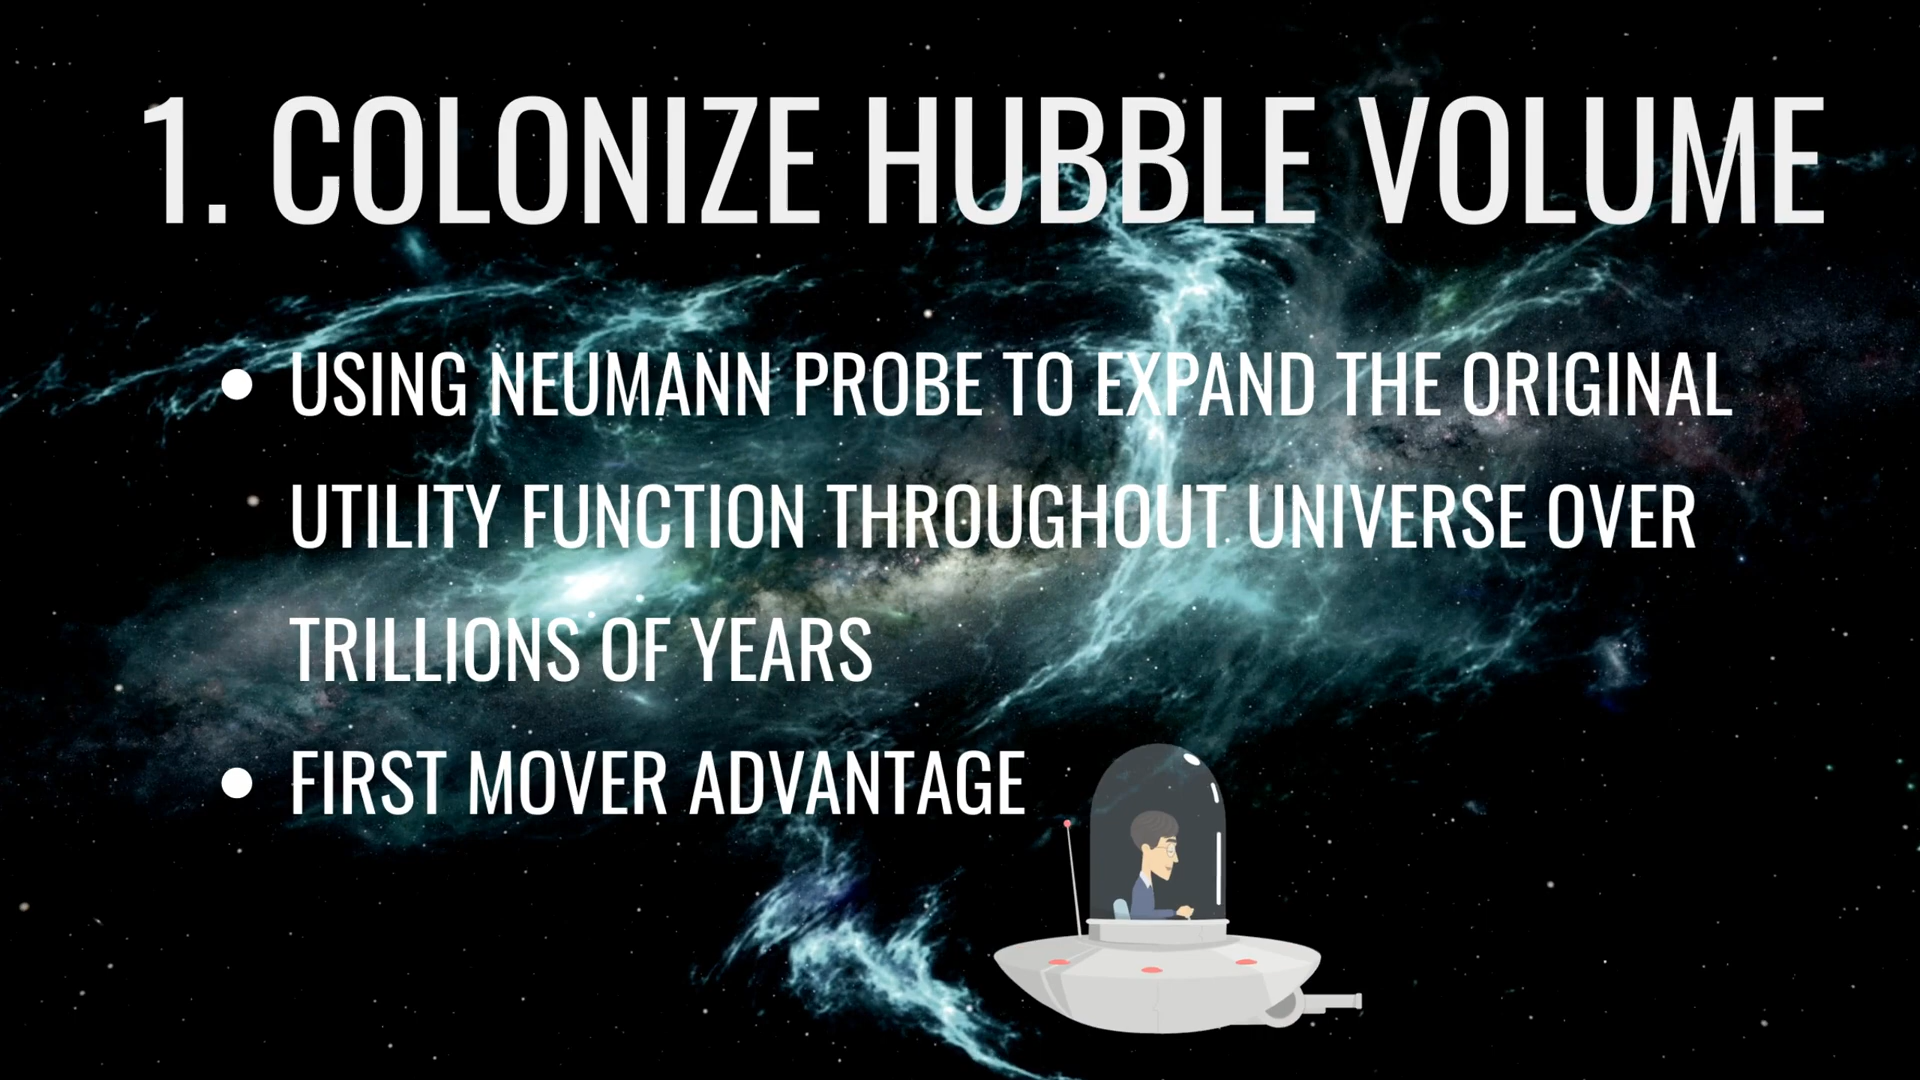 1. COLONIZE HUBBLE VOLUME
• USING NEUMANN PROBE TO EXPAND THE ORIGINAL
UTILITY FUNCTION THROUGHOUT UNIVERSE OVER
TRILLIONS OF YEARS
• FIRST MOVER ADVANTAGE